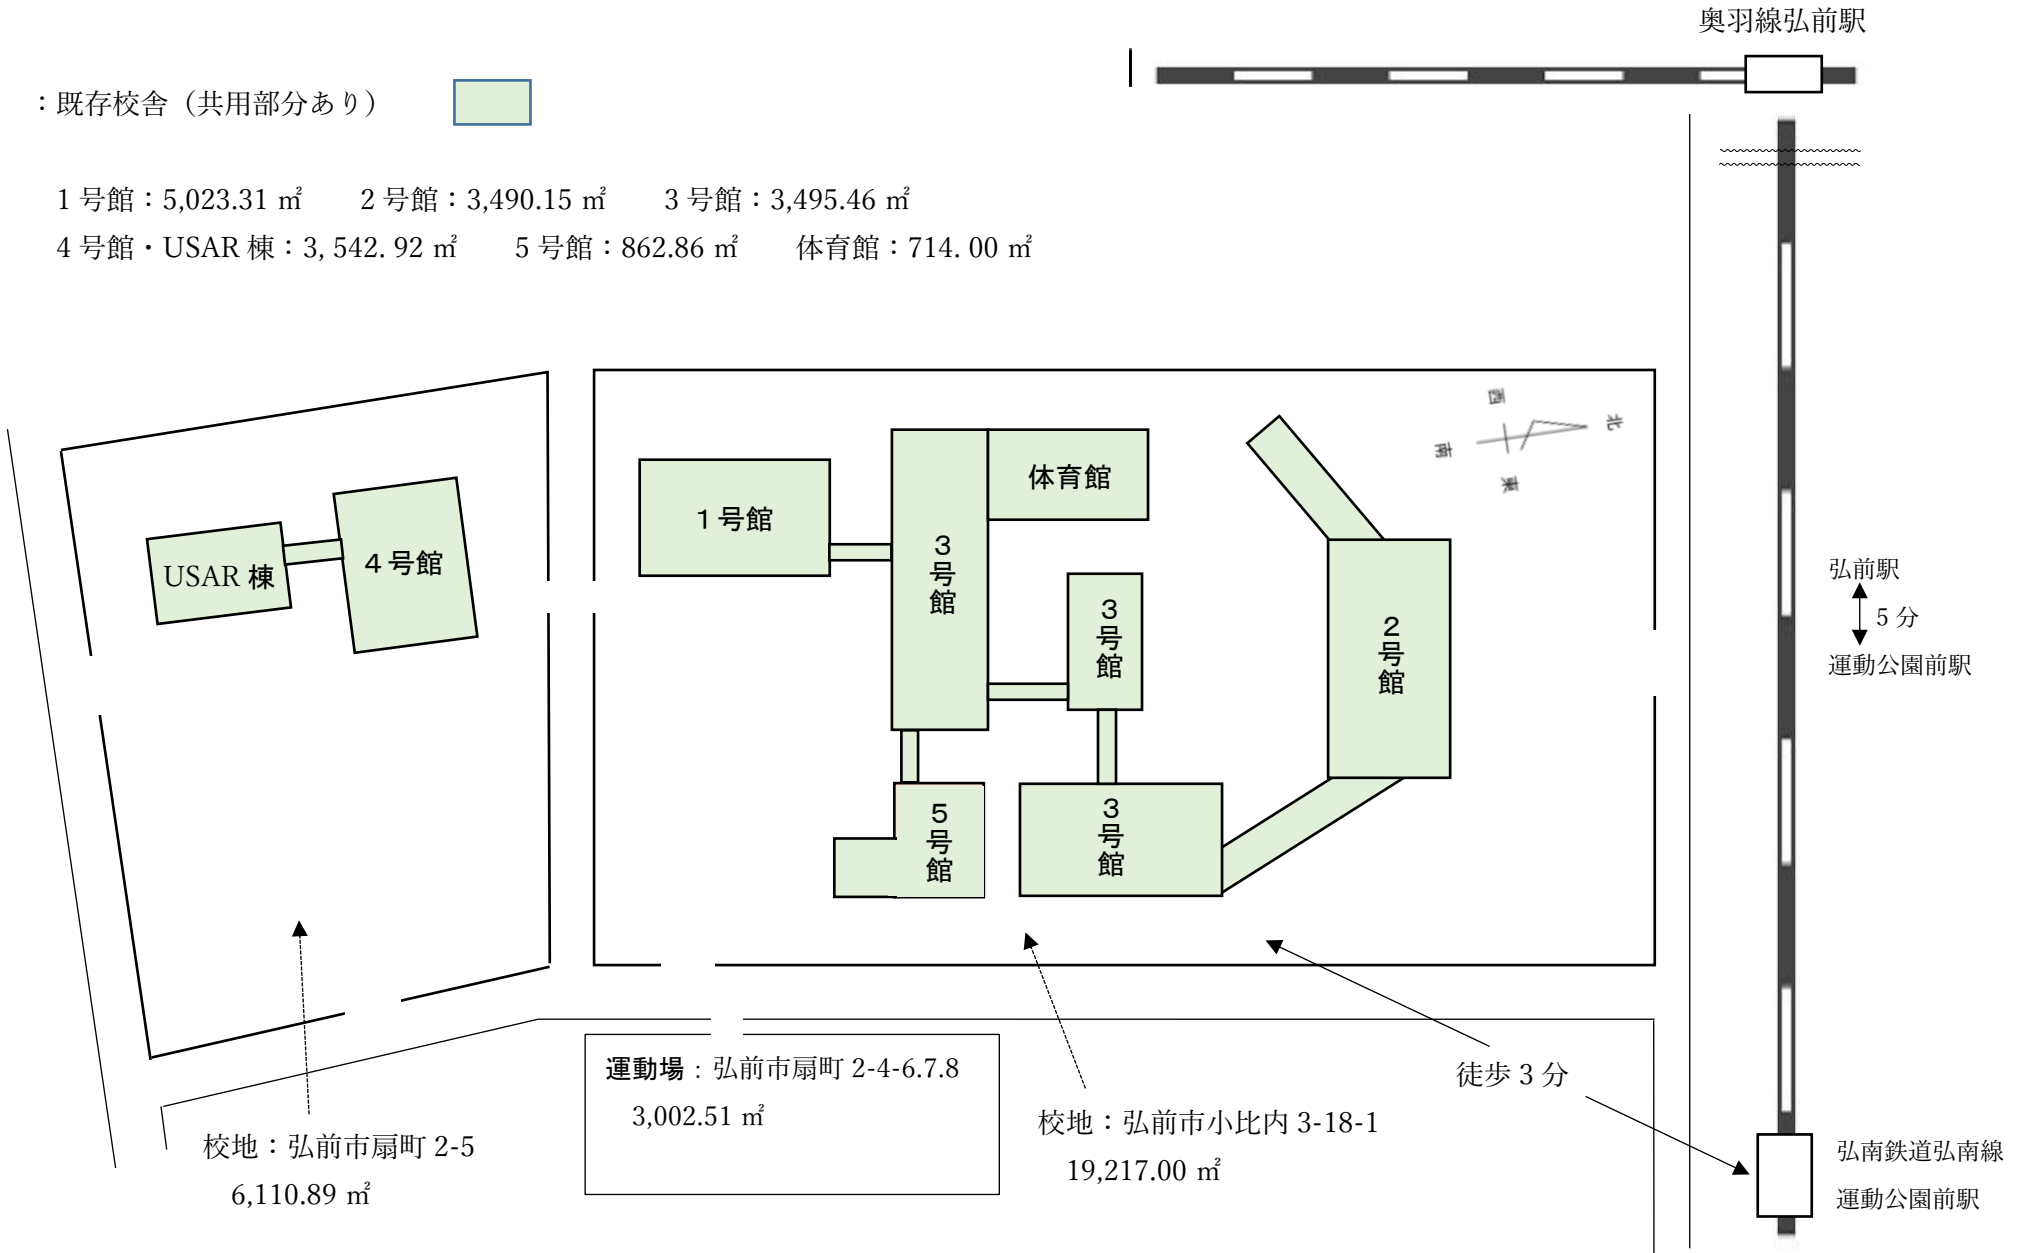 奥羽線弘前駅
：既存校舎（共用部分あり）
1 号館：5,023.31 ㎡　2 号館：3,490.15 ㎡　3 号館：3,495.46 ㎡
4 号館・USAR 棟：3, 542. 92 ㎡　5 号館：862.86 ㎡　体育館：714. 00 ㎡
西
北
南
東
体育館
１号館
３号館
４号館
USAR 棟
３号館
２号館
５号館
３号館
弘前駅
5 分
運動公園前駅
運動場：弘前市扇町 2-4-6.7.8
3,002.51 ㎡
徒歩 3 分
校地：弘前市小比内 3-18-1
19,217.00 ㎡
校地：弘前市扇町 2-5
6,110.89 ㎡
弘南鉄道弘南線
運動公園前駅